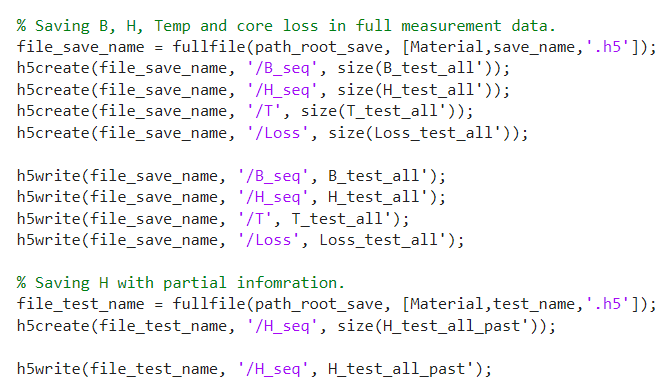 % Saving B, H, Temp and core loss in full measurement data.
file_save_name = fullfile(path_root_save, [Material,save_name,'.h5']);
h5create(file_save_name, '/B_seq', size(B_test_all'));
h5create(file_save_name, '/H_seq', size(H_test_all'));
h5create(file_save_name, '/T', size(T_test_all'));
h5create(file_save_name, '/Loss', size(Loss_test_all'));

h5write(file_save_name, '/B_seq', B_test_all');
h5write(file_save_name, '/H_seq', H_test_all');
h5write(file_save_name, '/T', T_test_all');
h5write(file_save_name, '/Loss', Loss_test_all');

% Saving H with partial infomration.
file_test_name = fullfile(path_root_save, [Material,test_name,'.h5']);
h5create(file_test_name, '/H_seq', size(H_test_all_past'));

h5write(file_test_name, '/H_seq', H_test_all_past');